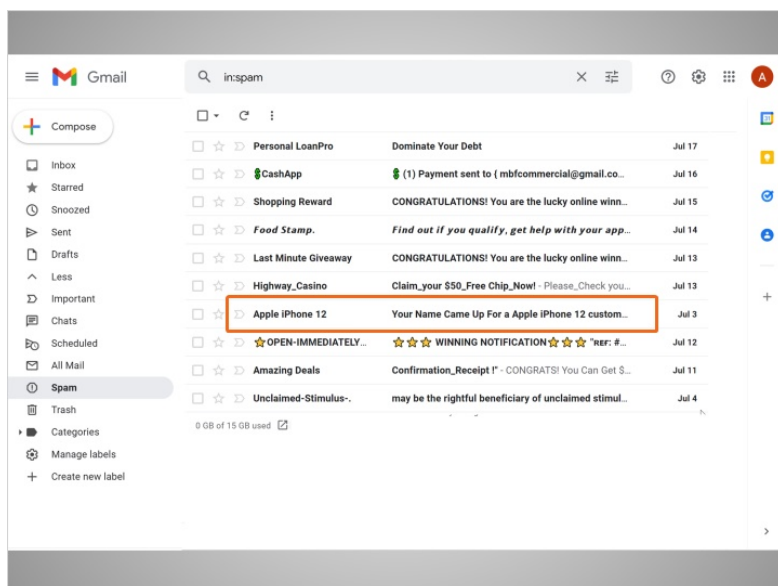 Gmail
in:spam
A
Compose
Inbox
Starred
Snoozed
Sent
Drafts
Less
Important
Chats
Scheduled
All Mail
Spam
Trash
Categories
Manage labels
Create new label
Personal LoanPro Dominate Your Debt Jul 17
💲CashApp 💲 (1) Payment sent to ( mbfcommercial@gmail.co... Jul 16
Shopping Reward CONGRATULATIONS! You are the lucky online winn... Jul 15
Food Stamp. Find out if you qualify, get help with your app... Jul 14
Last Minute Giveaway CONGRATULATIONS! You are the lucky online winn... Jul 13
Highway_Casino Claim_your $50_Free Chip_Now! - Please_Check you... Jul 13
Apple iPhone 12 Your Name Came Up For a Apple iPhone 12 custom... Jul 3
⭐OPEN-IMMEDIATELY... ⭐⭐⭐ WINNING NOTIFICATION⭐⭐⭐ "REF: #... Jul 12
Amazing Deals Confirmation_Receipt !" - CONGRATS! You Can Get $... Jul 11
Unclaimed-Stimulus-. may be the rightful beneficiary of unclaimed stimul... Jul 4
0 GB of 15 GB used